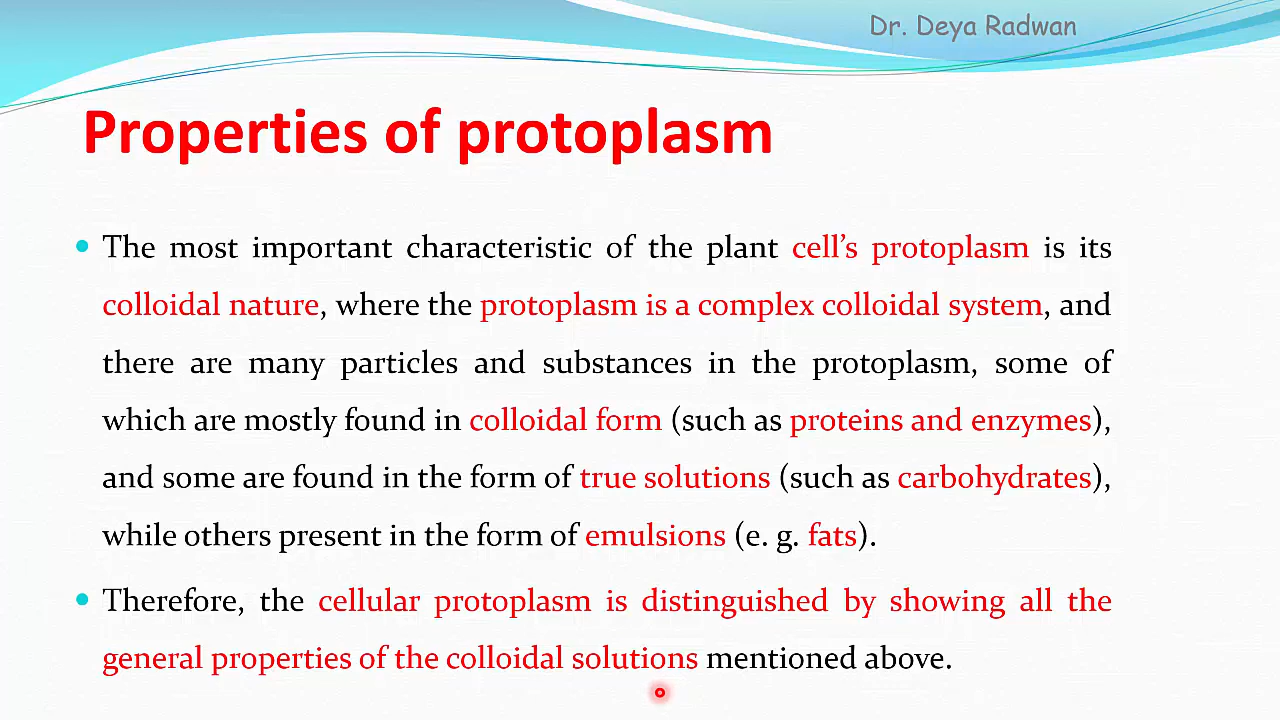 Dr. Deya Radwan
Properties of protoplasm
• The most important characteristic of the plant cell’s protoplasm is its
colloidal nature, where the protoplasm is a complex colloidal system, and
there are many particles and substances in the protoplasm, some of
which are mostly found in colloidal form (such as proteins and enzymes),
and some are found in the form of true solutions (such as carbohydrates),
while others present in the form of emulsions (e. g. fats).
• Therefore, the cellular protoplasm is distinguished by showing all the
general properties of the colloidal solutions mentioned above.